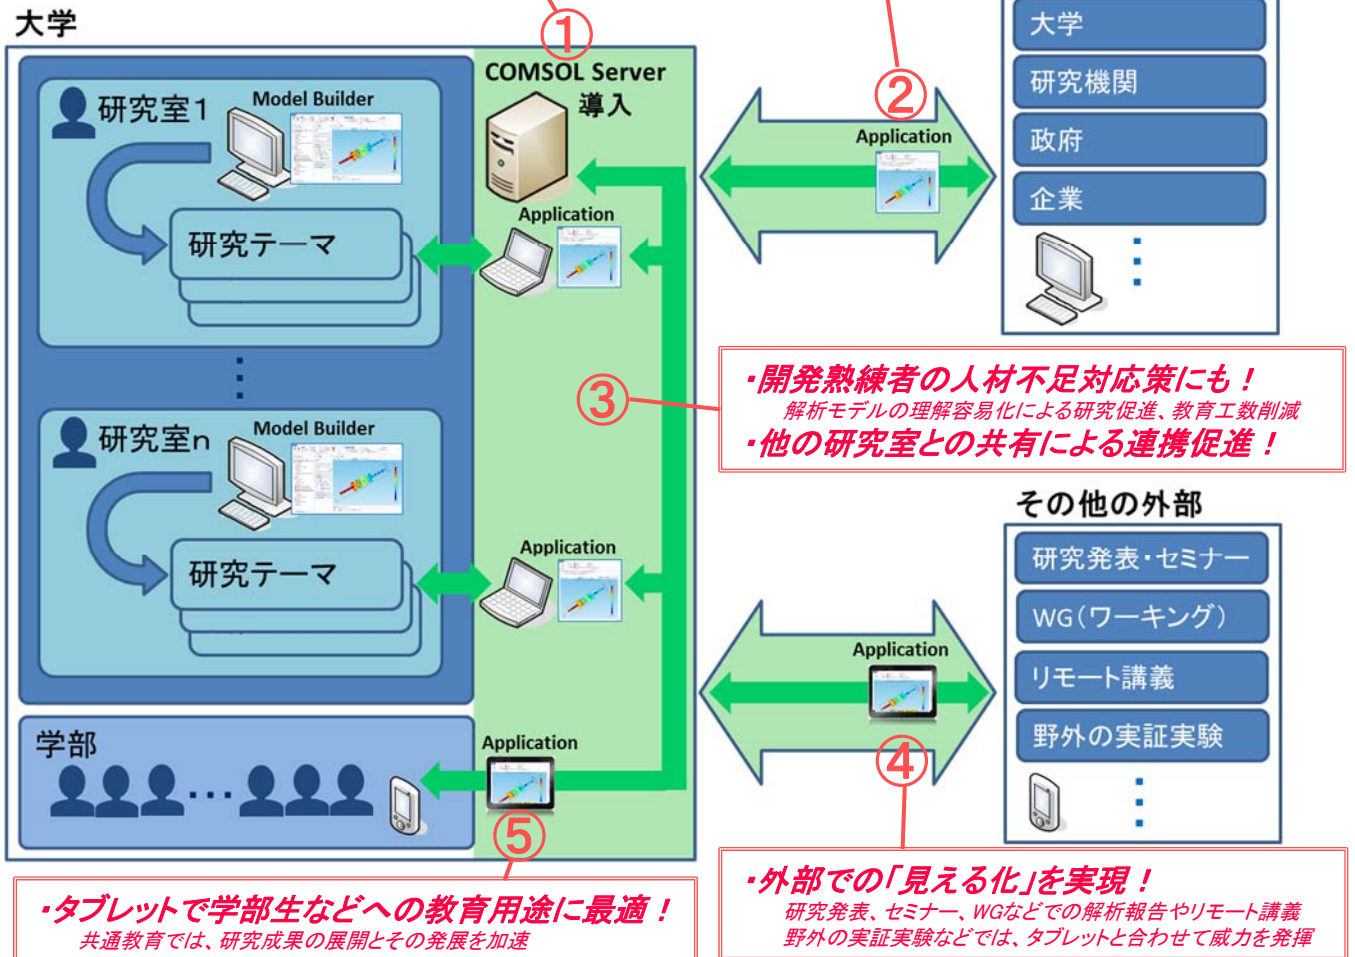 大学
①
②
COMSOL Server
導入
研究室1
Model Builder
研究テーマ
Application
研究室n
Model Builder
研究テーマ
Application
学部
Application
⑤
Application
大学
研究機関
政府
企業
③
・開発熟練者の人材不足対応策にも！
解析モデルの理解容易化による研究促進、教育工数削減
・他の研究室との共有による連携促進！
その他の外部
研究発表・セミナー
WG(ワーキング)
リモート講義
野外の実証実験
Application
④
・タブレットで学部生などへの教育用途に最適！
共通教育では、研究成果の展開とその発展を加速
・外部での「見える化」を実現！
研究発表、セミナー、WGなどでの解析報告やリモート講義
野外の実証実験などでは、タブレットと合わせて威力を発揮